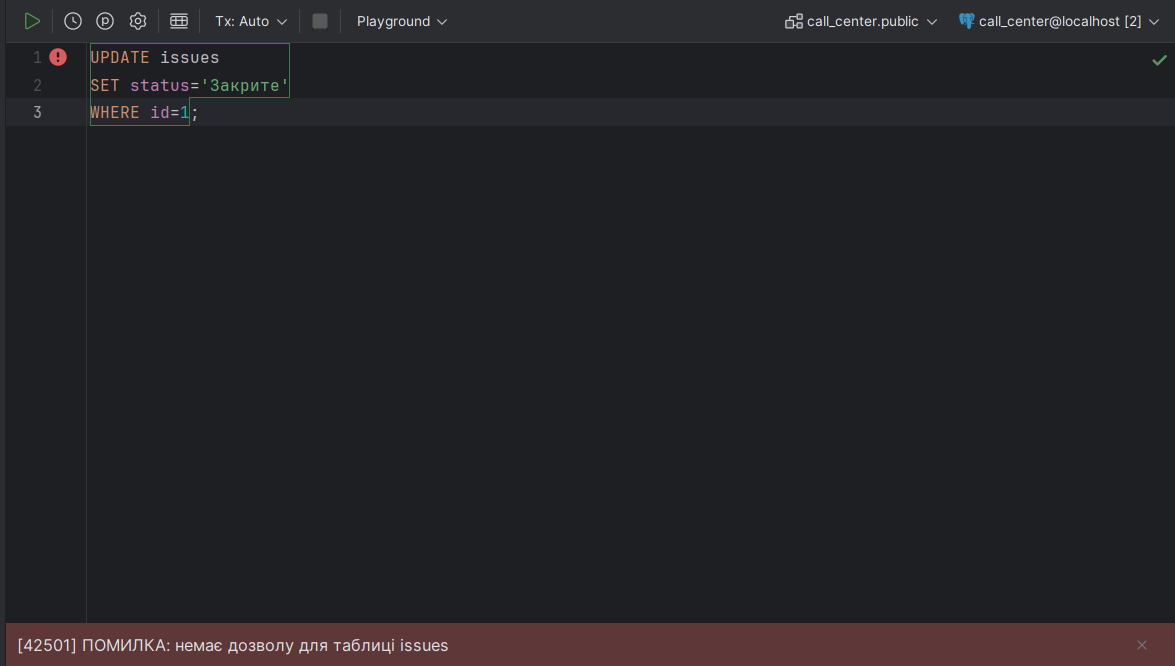 Tx: Auto
Playground
call_center.public
call_center@localhost [2]
1 UPDATE issues
2 SET status='Закрите'
3 WHERE id=1;
[42501] ПОМИЛКА: немає дозволу для таблиці issues